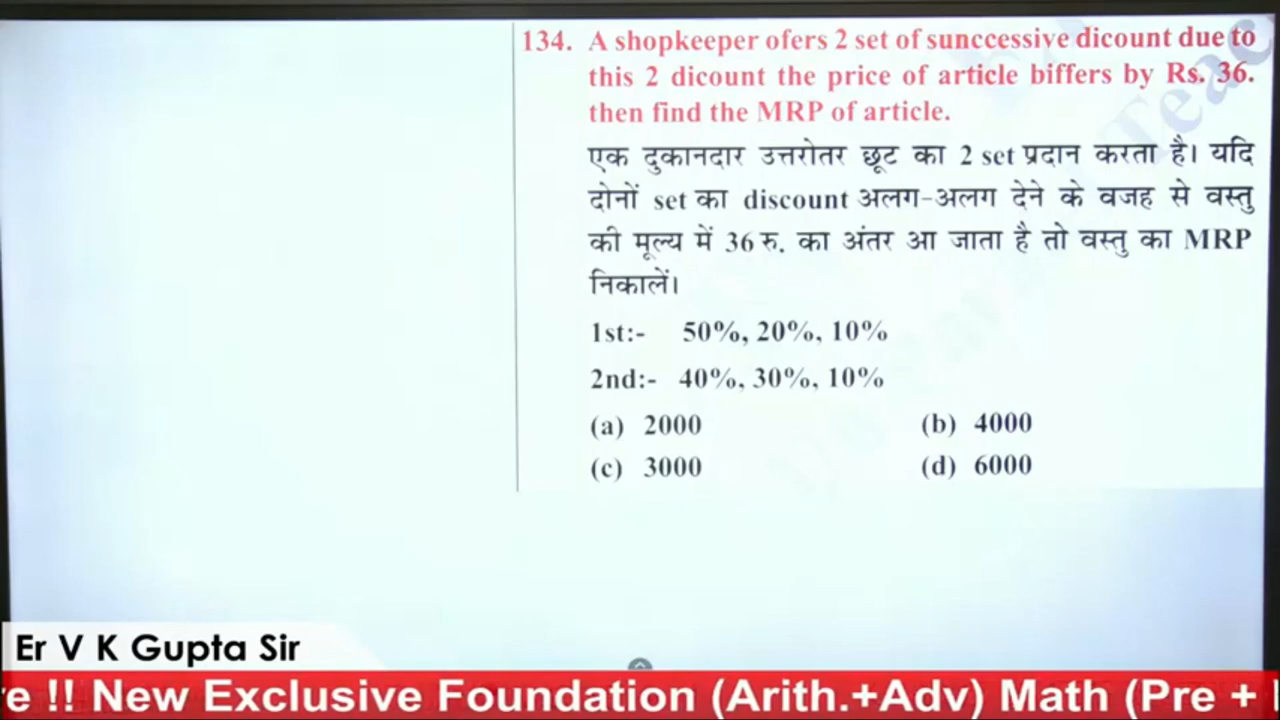 134. A shopkeeper ofers 2 set of sunccessive dicount due to
this 2 dicount the price of article biffers by Rs. 36.
then find the MRP of article.
एक दुकानदार उत्तरोतर छूट का 2 set प्रदान करता है। यदि
दोनों set का discount अलग-अलग देने के वजह से वस्तु
की मूल्य में 36 रु. का अंतर आ जाता है तो वस्तु का MRP
निकालें।
1st:- 50%, 20%, 10%
2nd:- 40%, 30%, 10%
(a) 2000 (b) 4000
(c) 3000 (d) 6000
Er V K Gupta Sir
e !! New Exclusive Foundation (Arith.+Adv) Math (Pre +